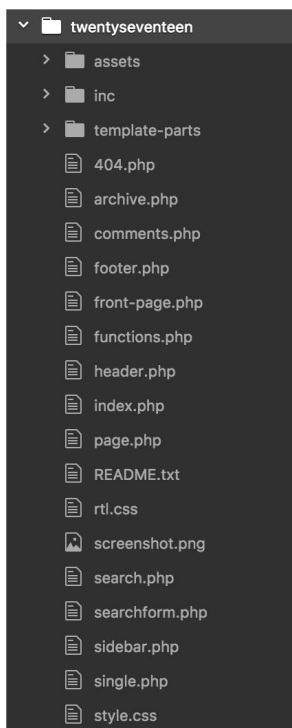 twentyseventeen
assets
inc
template-parts
404.php
archive.php
comments.php
footer.php
front-page.php
functions.php
header.php
index.php
page.php
README.txt
rtl.css
screenshot.png
search.php
searchform.php
sidebar.php
single.php
style.css